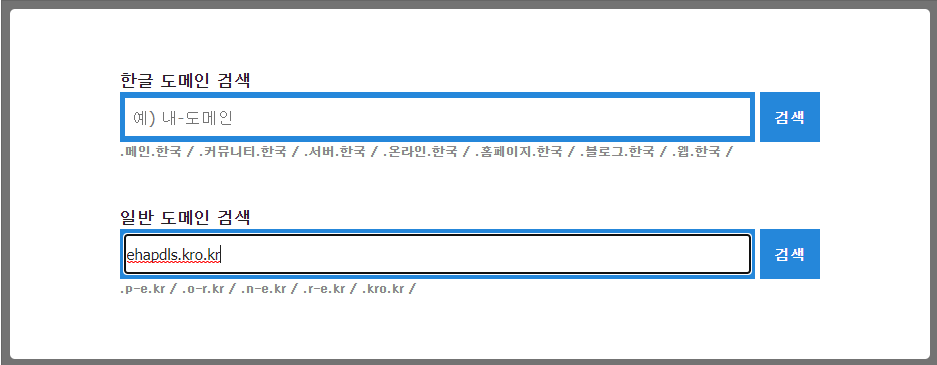 한글 도메인 검색
예) 내-도메인 검색
.메인.한국 / .커뮤니티.한국 / .서버.한국 / .온라인.한국 / .홈페이지.한국 / .블로그.한국 / .웹.한국 /
일반 도메인 검색
ehapdls.kro.kr 검색
.p-e.kr / .o-r.kr / .n-e.kr / .r-e.kr / .kro.kr /